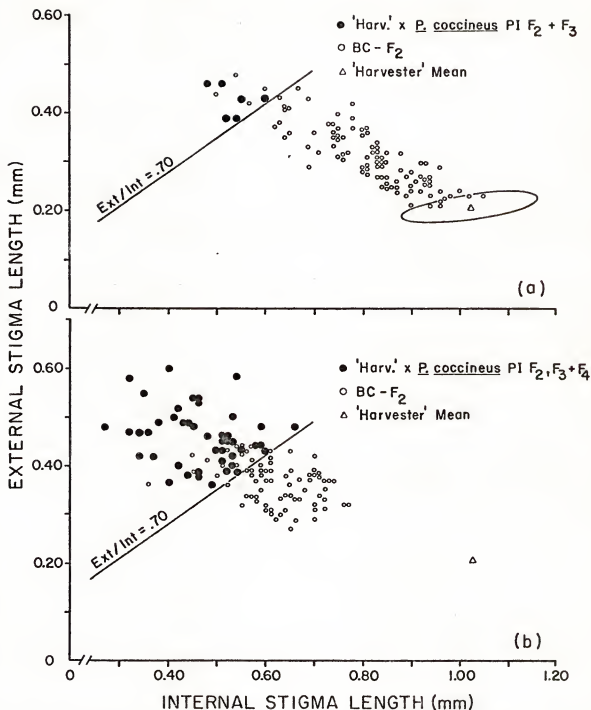 (a)
● 'Harv.' x P. coccineus PI F₂ + F₃
○ BC - F₂
△ 'Harvester' Mean
0.60
0.40
0.20
0
Ext/Int = .70
(b)
● 'Harv.' x P. coccineus PI F₂, F₃ + F₄
○ BC - F₂
△ 'Harvester' Mean
0.60
0.40
0.20
0
Ext/Int = .70
0 0.40 0.60 0.80 1.00 1.20
EXTERNAL STIGMA LENGTH (mm)
INTERNAL STIGMA LENGTH (mm)